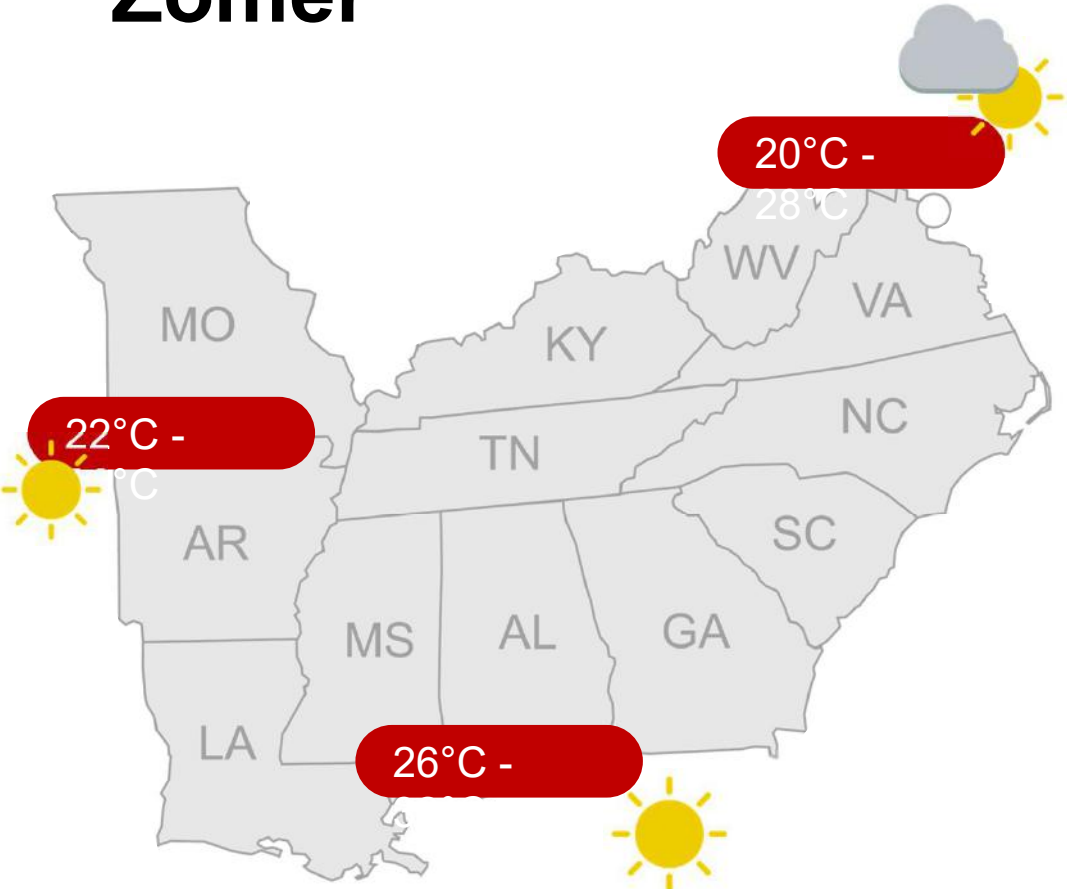 Zomer
20°C -
28°C
WV
VA
MO
KY
22°C -
°C
NC
TN
AR
SC
MS
AL
GA
LA
26°C -